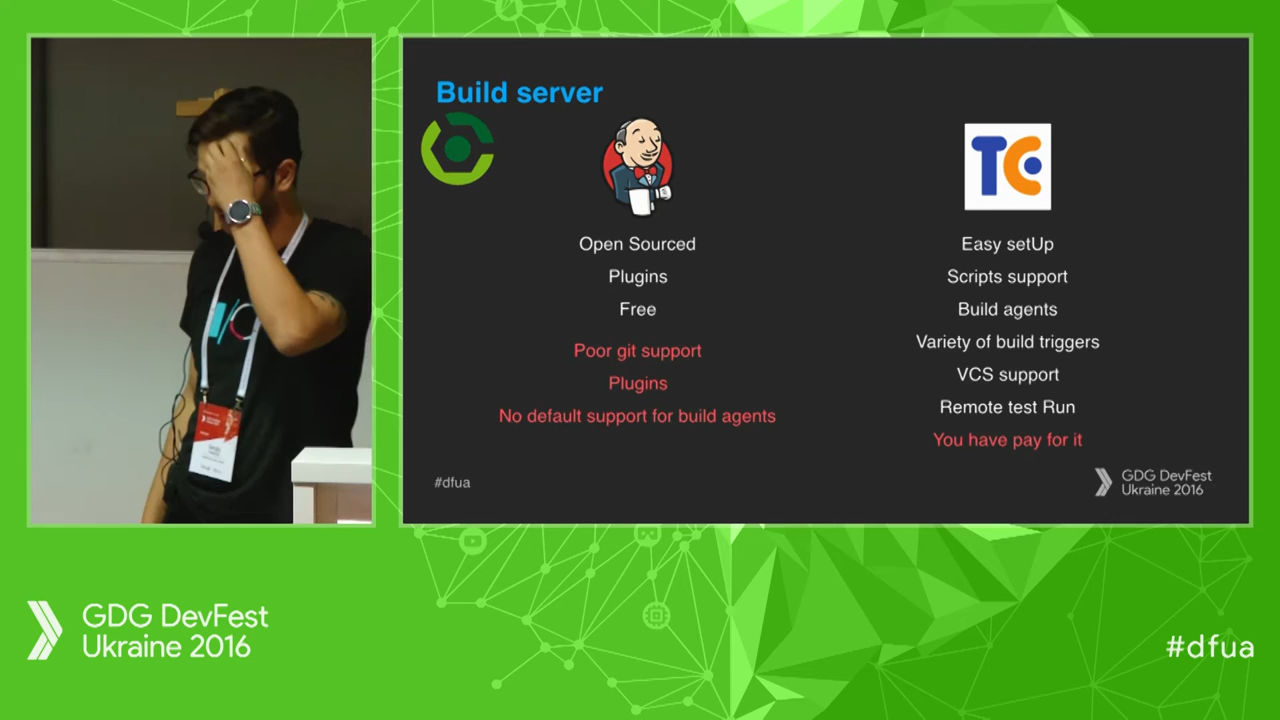 Build server
TC
Open Sourced
Plugins
Free
Poor git support
Plugins
No default support for build agents
Easy setUp
Scripts support
Build agents
Variety of build triggers
VCS support
Remote test Run
You have pay for it
#dfua
GDG DevFest
Ukraine 2016
I/O
GDG DevFest
Ukraine 2016
#dfua